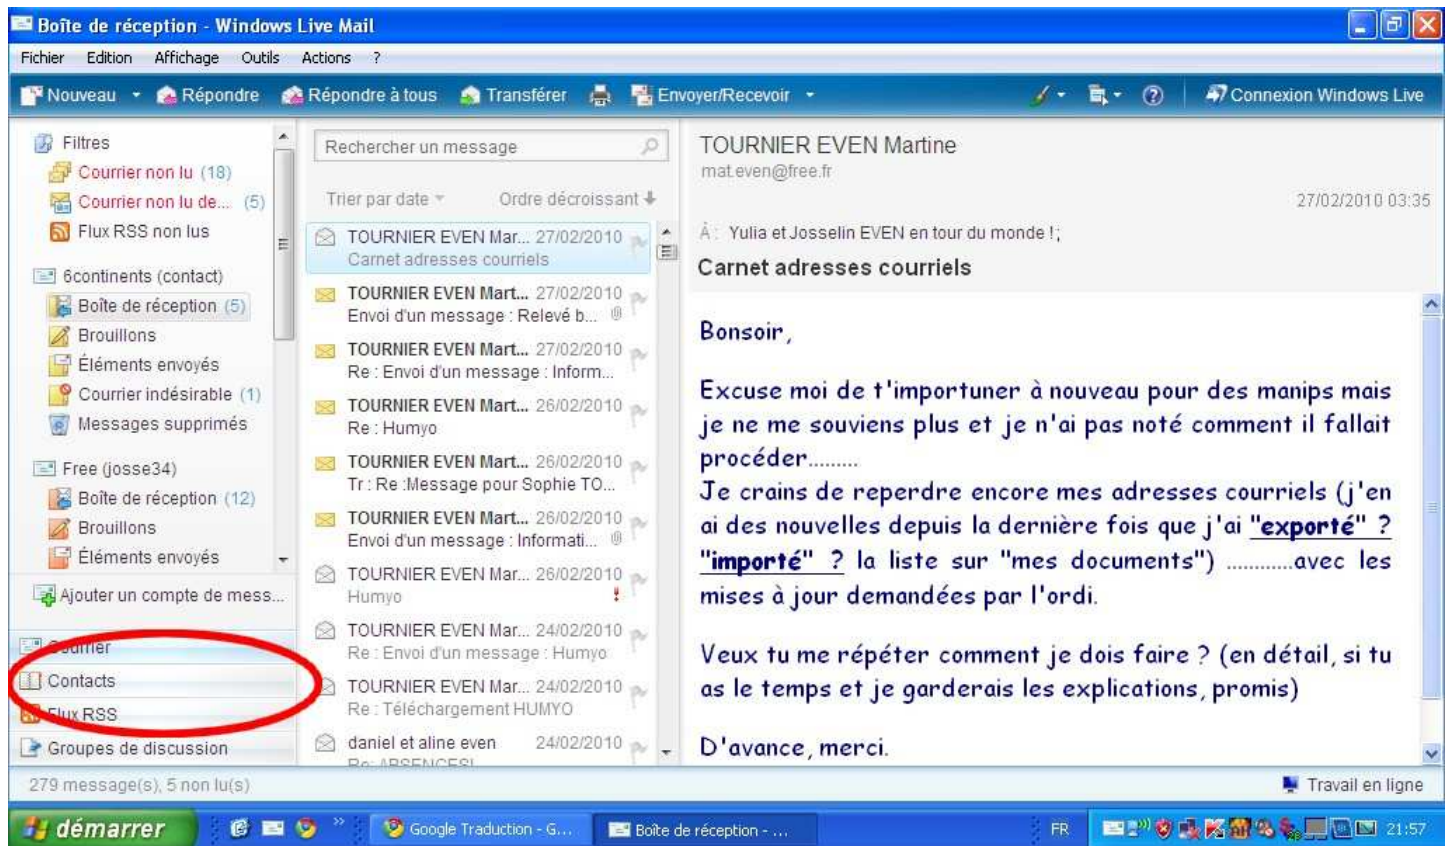 Boîte de réception - Windows Live Mail
Fichier Edition Affichage Outils Actions ?
Nouveau Répondre Répondre à tous Transférer Envoyer/Recevoir Connexion Windows Live
Filtres
Courrier non lu (18)
Courrier non lu de... (5)
Flux RSS non lus
6continents (contact)
Boîte de réception (5)
Brouillons
Éléments envoyés
Courrier indésirable (1)
Messages supprimés
Free (josse34)
Boîte de réception (12)
Brouillons
Éléments envoyés
Ajouter un compte de mess...
Courrier
Contacts
Flux RSS
Groupes de discussion
Rechercher un message
Trier par date Ordre décroissant
TOURNIER EVEN Mar... 27/02/2010
Carnet adresses courriels
TOURNIER EVEN Mart... 27/02/2010
Envoi d'un message : Relevé b...
TOURNIER EVEN Mart... 27/02/2010
Re : Envoi d'un message : Inform...
TOURNIER EVEN Mart... 26/02/2010
Re : Humyo
TOURNIER EVEN Mart... 26/02/2010
Tr : Re :Message pour Sophie TO...
TOURNIER EVEN Mart... 26/02/2010
Envoi d'un message : Informati...
TOURNIER EVEN Mar... 26/02/2010
Humyo
TOURNIER EVEN Mar... 24/02/2010
Re : Envoi d'un message : Humyo
TOURNIER EVEN Mar... 24/02/2010
Re : Téléchargement HUMYO
daniel et aline even 24/02/2010
Re: ABSENCES!
TOURNIER EVEN Martine
mat.even@free.fr
27/02/2010 03:35
À : Yulia et Josselin EVEN en tour du monde !;
Carnet adresses courriels
Bonsoir,
Excuse moi de t'importuner à nouveau pour des manips mais
je ne me souviens plus et je n'ai pas noté comment il fallait
procéder.........
Je crains de reperdre encore mes adresses courriels (j'en
ai des nouvelles depuis la dernière fois que j'ai "exporté" ?
"importé" ? la liste sur "mes documents") ............avec les
mises à jour demandées par l'ordi.
Veux tu me répéter comment je dois faire ? (en détail, si tu
as le temps et je garderais les explications, promis)
D'avance, merci.
279 message(s), 5 non lu(s) Travail en ligne
démarrer Google Traduction - G... Boîte de réception - ... FR 21:57